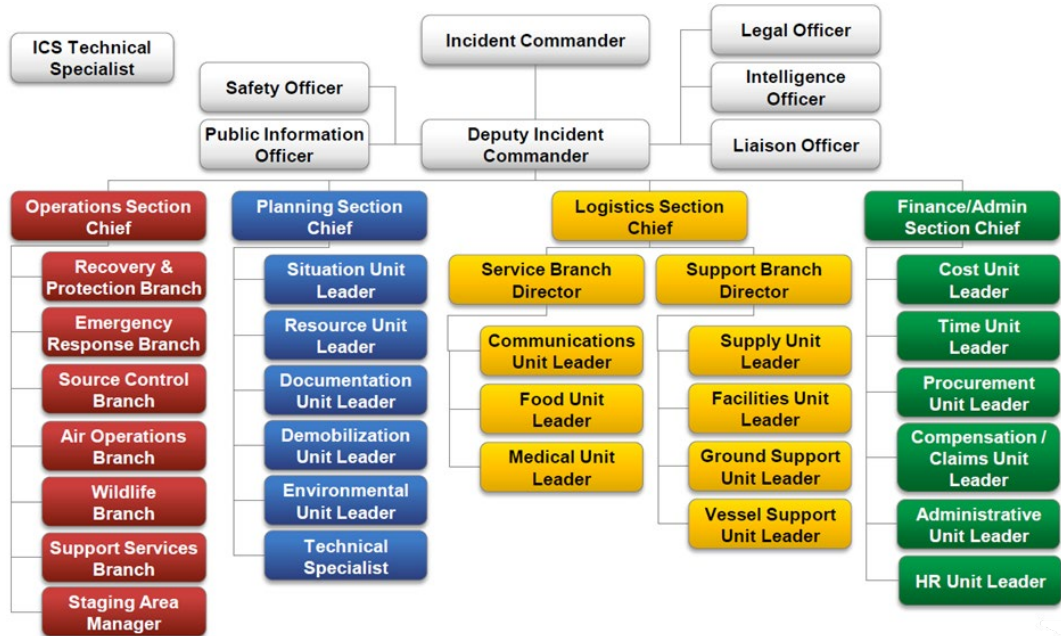 ICS Technical
Specialist
Incident Commander
Legal Officer
Safety Officer
Intelligence
Officer
Public Information
Officer
Deputy Incident
Commander
Liaison Officer
Operations Section
Chief
Recovery &
Protection Branch
Emergency
Response Branch
Source Control
Branch
Air Operations
Branch
Wildlife
Branch
Support Services
Branch
Staging Area
Manager
Planning Section
Chief
Situation Unit
Leader
Resource Unit
Leader
Documentation
Unit Leader
Demobilization
Unit Leader
Environmental
Unit Leader
Technical
Specialist
Logistics Section
Chief
Service Branch
Director
Communications
Unit Leader
Food Unit
Leader
Medical Unit
Leader
Support Branch
Director
Supply Unit
Leader
Facilities Unit
Leader
Ground Support
Unit Leader
Vessel Support
Unit Leader
Finance/Admin
Section Chief
Cost Unit
Leader
Time Unit
Leader
Procurement
Unit Leader
Compensation /
Claims Unit
Leader
Administrative
Unit Leader
HR Unit Leader